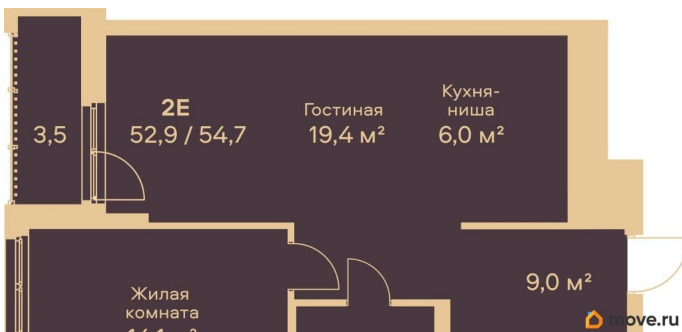 2Е
52,9 / 54,7
3,5
Гостиная
19,4 м²
Кухня-
ниша
6,0 м²
9,0 м²
Жилая
комната
move.ru